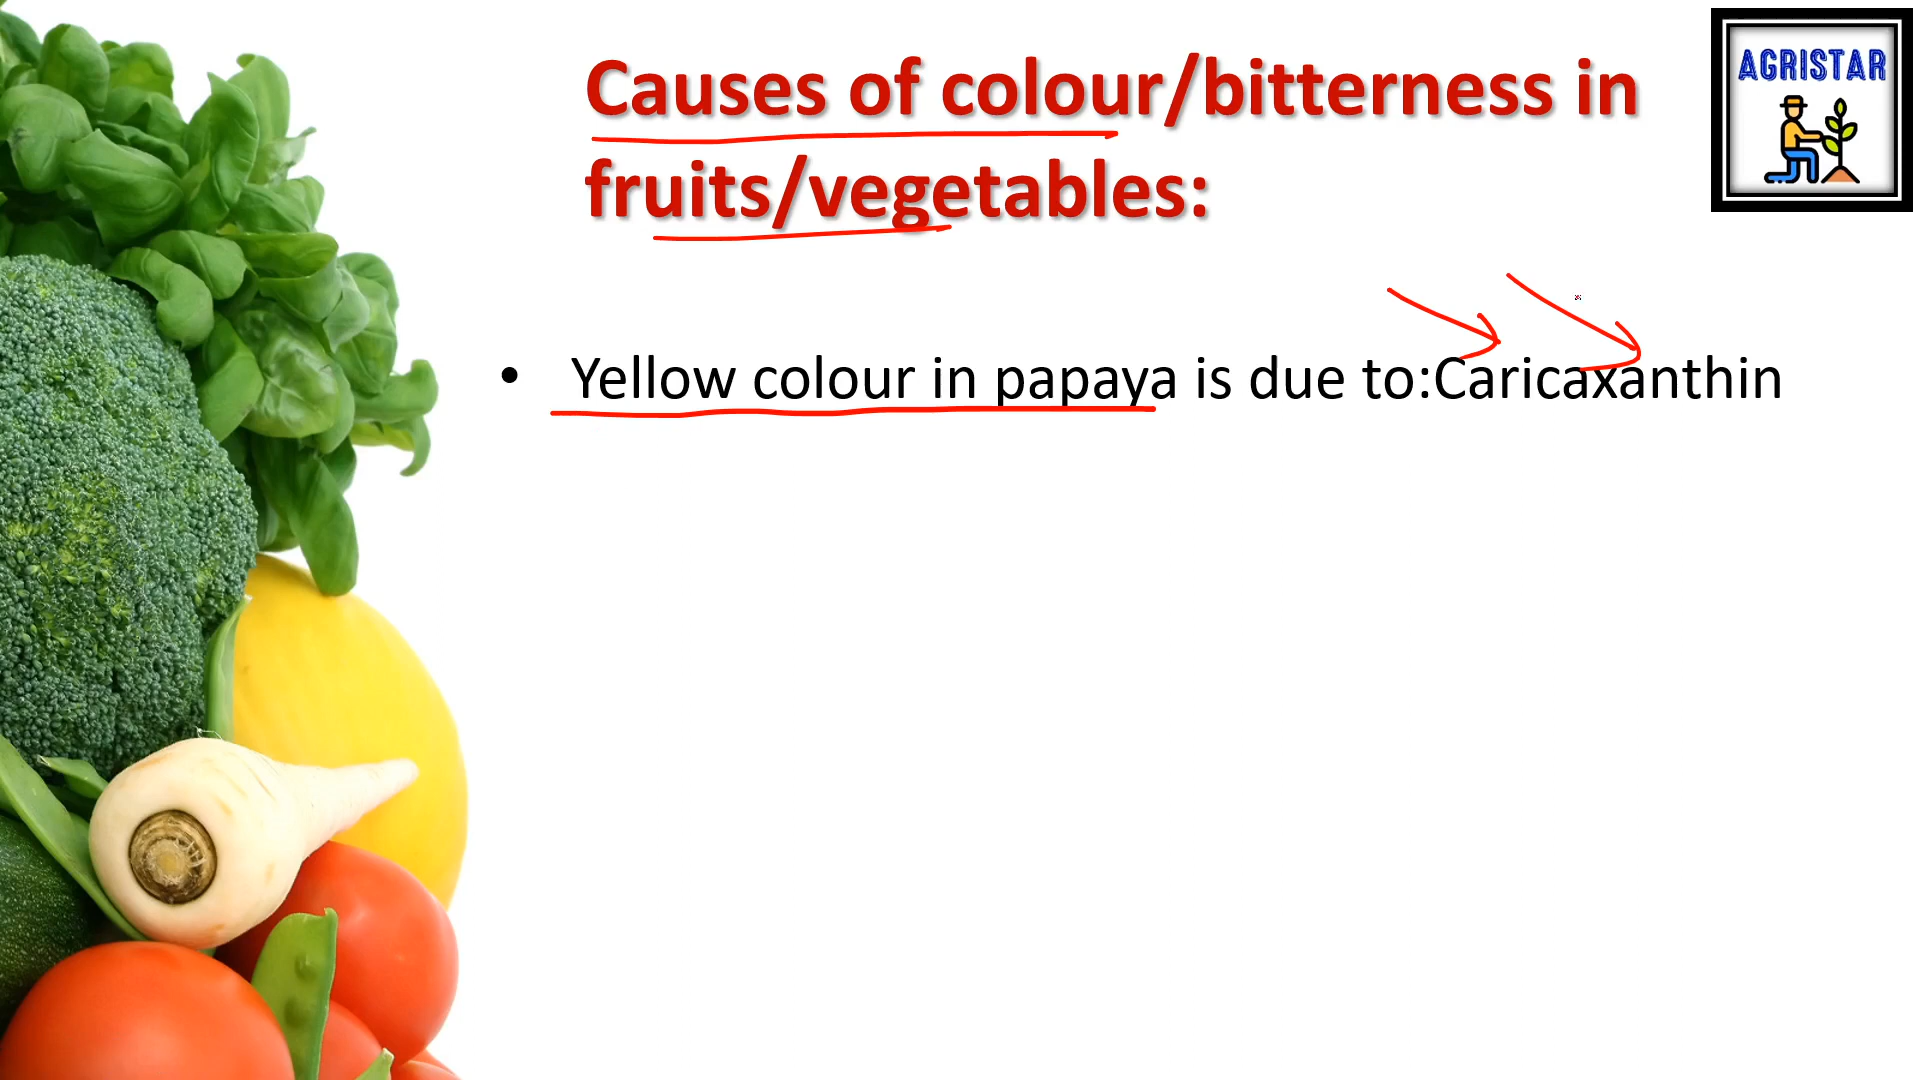 Causes of colour/bitterness in
fruits/vegetables:
AGRISTAR
• Yellow colour in papaya is due to:Caricaxanthin